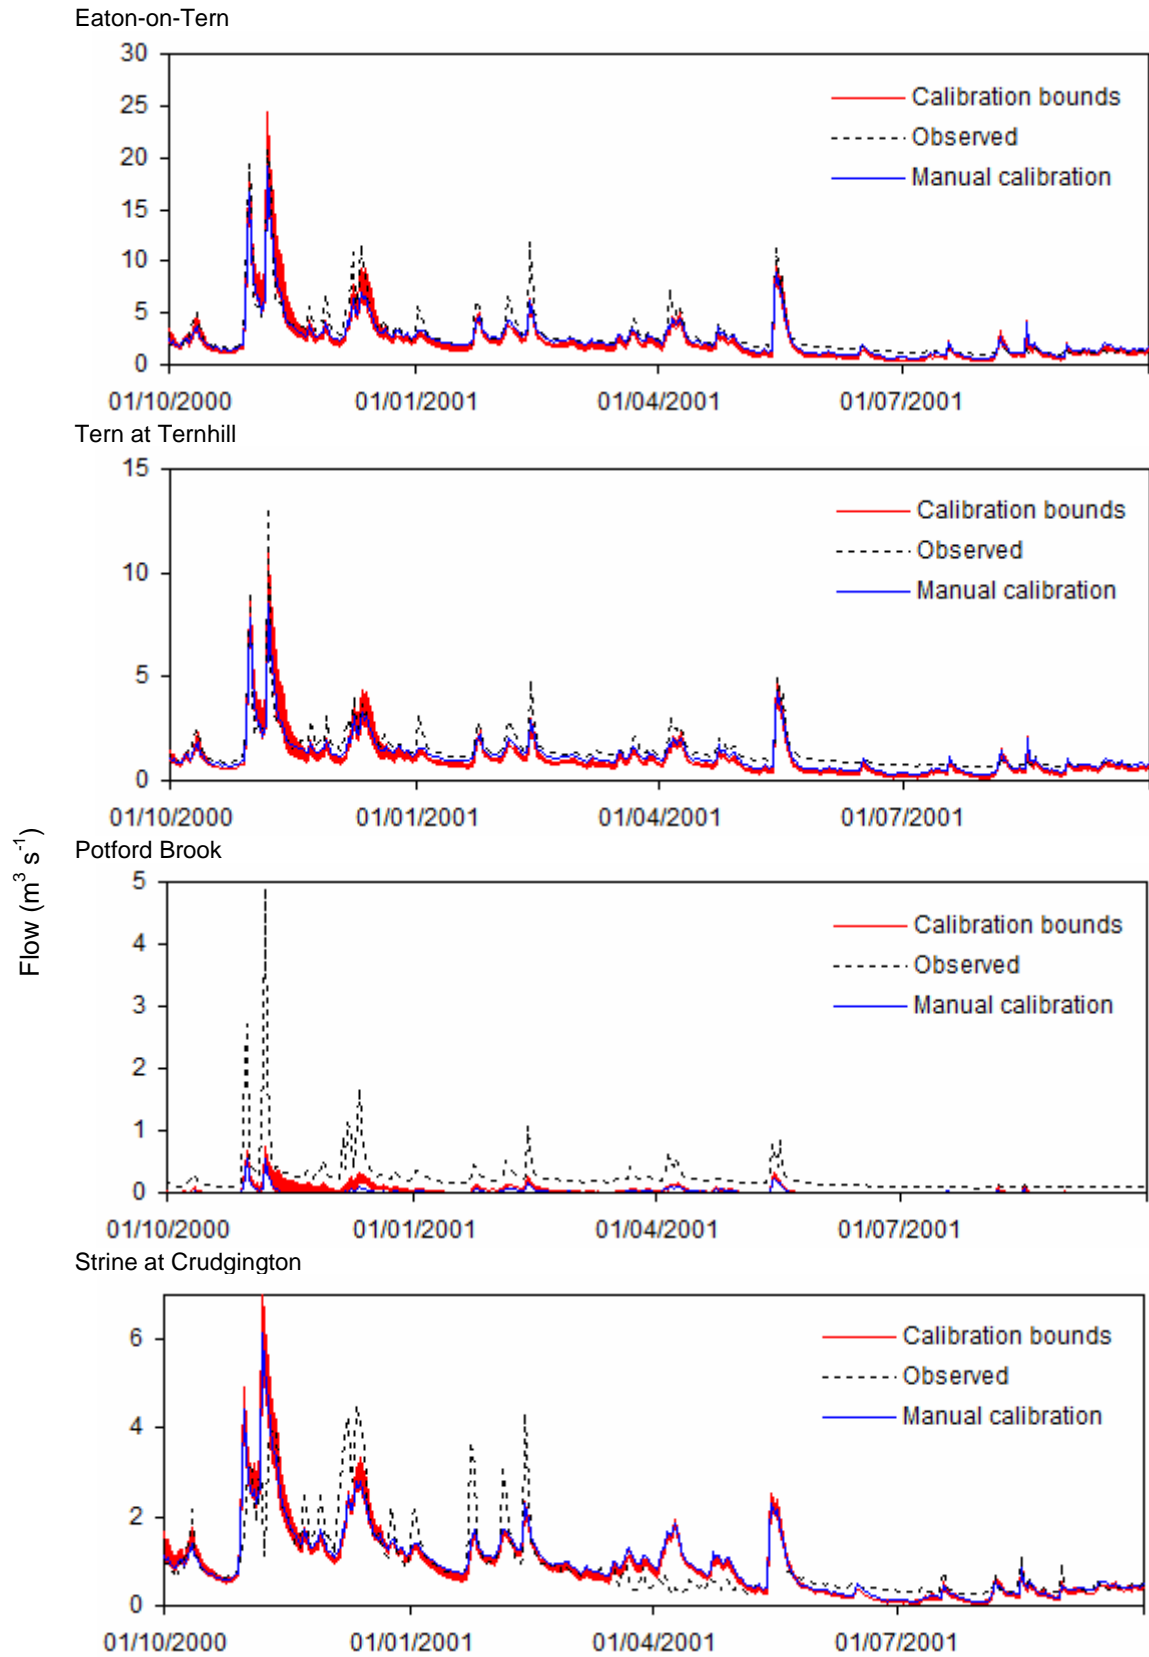 Eaton-on-Tern
30
25
20
15
10
5
0
Calibration bounds
Observed
Manual calibration
01/10/2000 01/01/2001 01/04/2001 01/07/2001
Tern at Ternhill
15
10
5
0
Calibration bounds
Observed
Manual calibration
01/10/2000 01/01/2001 01/04/2001 01/07/2001
Flow (m³ s⁻¹)
Potford Brook
5
4
3
2
1
0
Calibration bounds
Observed
Manual calibration
01/10/2000 01/01/2001 01/04/2001 01/07/2001
Strine at Crudgington
6
4
2
0
Calibration bounds
Observed
Manual calibration
01/10/2000 01/01/2001 01/04/2001 01/07/2001